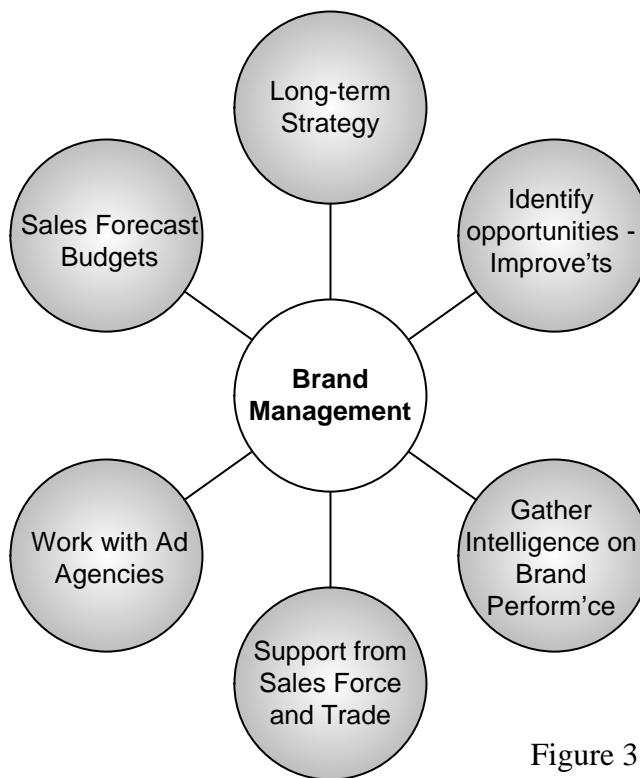 Long-term
Strategy
Sales Forecast
Budgets
Identify
opportunities -
Improve’ts
Brand
Management
Work with Ad
Agencies
Gather
Intelligence on
Brand
Perform’ce
Support from
Sales Force
and Trade
Figure 3